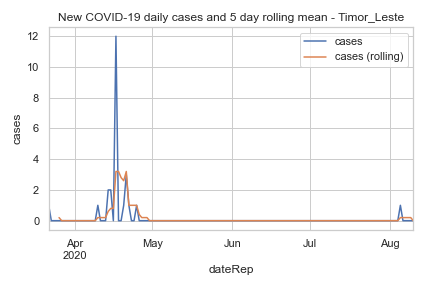 New COVID-19 daily cases and 5 day rolling mean - Timor_Leste
cases
cases (rolling)
12
10
8
6
4
2
0
cases
Apr
2020
May
Jun
Jul
Aug
dateRep